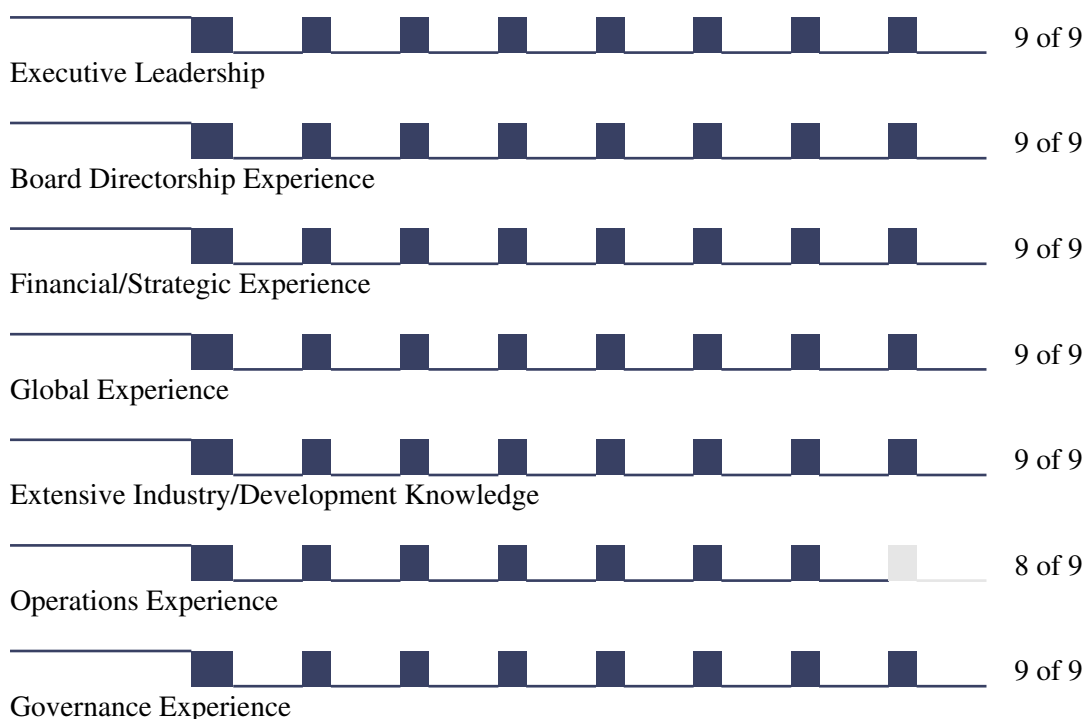 9 of 9
Executive Leadership
9 of 9
Board Directorship Experience
9 of 9
Financial/Strategic Experience
9 of 9
Global Experience
9 of 9
Extensive Industry/Development Knowledge
8 of 9
Operations Experience
9 of 9
Governance Experience